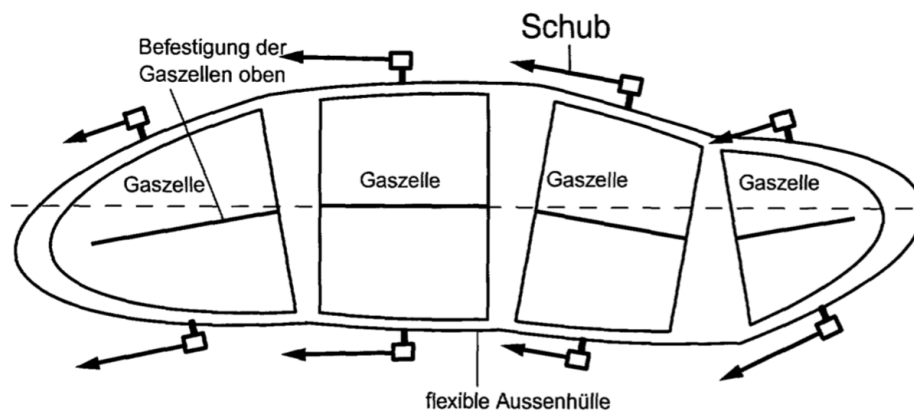 Schub
Befestigung der
Gaszellen oben
Gaszelle
Gaszelle
Gaszelle
Gaszelle
flexible Aussenhülle